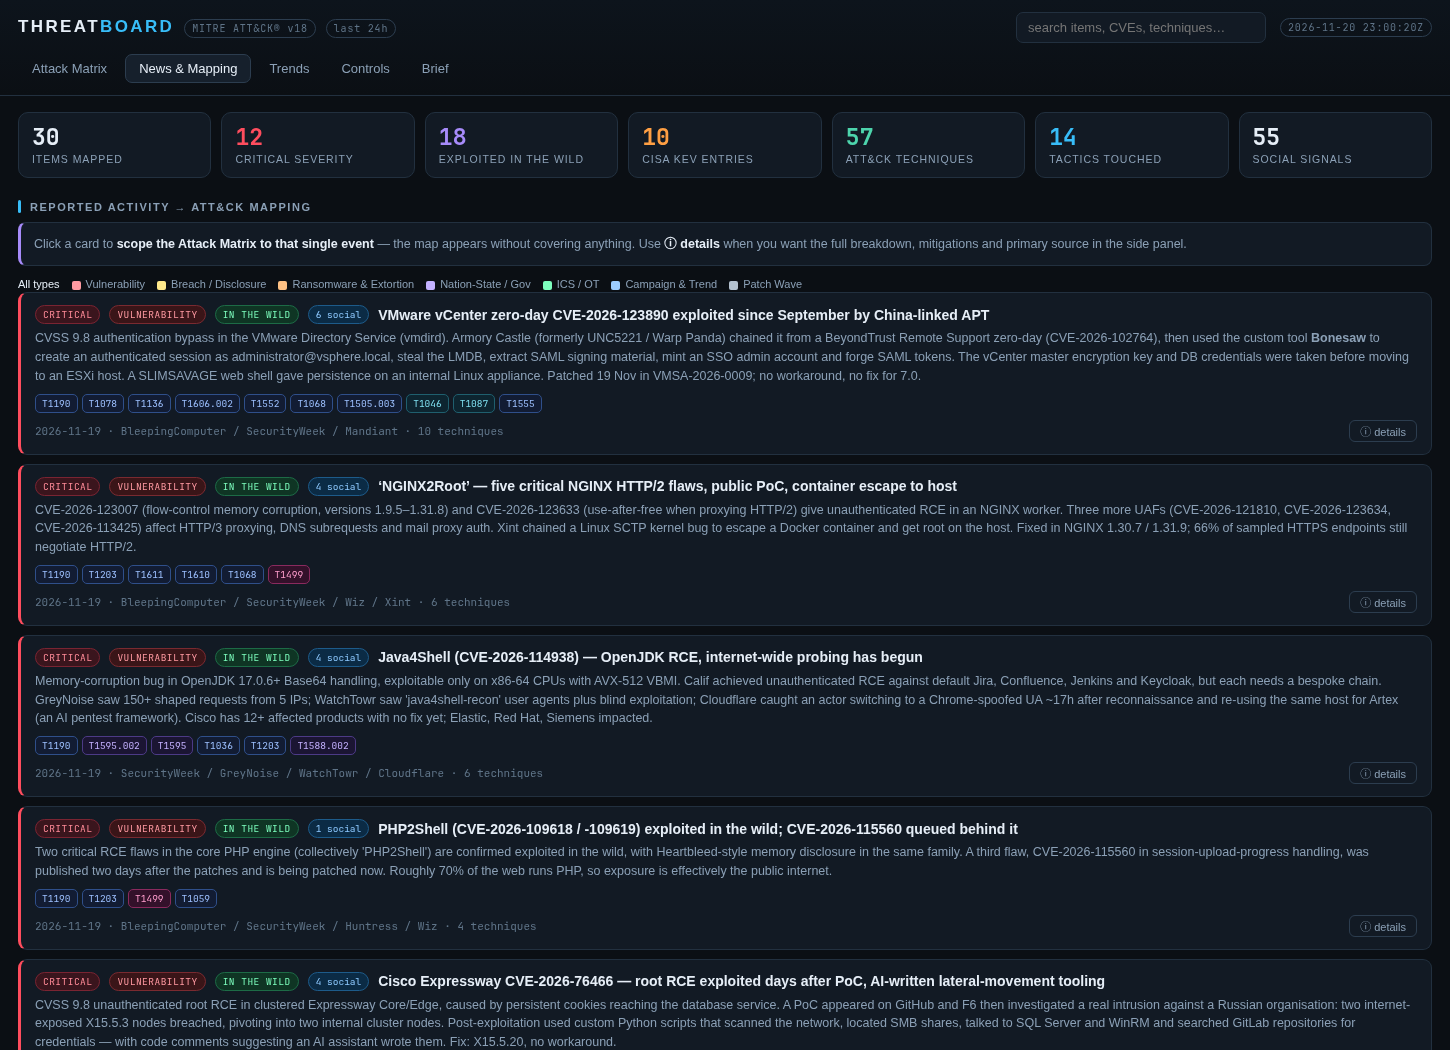 THREATBOARD MITRE ATT&CK® v18 last 24h search items, CVEs, techniques… 2026-11-20 23:00:20Z
Attack Matrix News & Mapping Trends Controls Brief
30 12 18 10 57 14 55
ITEMS MAPPED CRITICAL SEVERITY EXPLOITED IN THE WILD CISA KEV ENTRIES ATT&CK TECHNIQUES TACTICS TOUCHED SOCIAL SIGNALS
REPORTED ACTIVITY → ATT&CK MAPPING
Click a card to scope the Attack Matrix to that single event — the map appears without covering anything. Use ⓘ details when you want the full breakdown, mitigations and primary source in the side panel.
All types Vulnerability Breach / Disclosure Ransomware & Extortion Nation-State / Gov ICS / OT Campaign & Trend Patch Wave
CRITICAL VULNERABILITY IN THE WILD 6 social VMware vCenter zero-day CVE-2026-123890 exploited since September by China-linked APT
CVSS 9.8 authentication bypass in the VMware Directory Service (vmdird). Armory Castle (formerly UNC5221 / Warp Panda) chained it from a BeyondTrust Remote Support zero-day (CVE-2026-102764), then used the custom tool Bonesaw to
create an authenticated session as administrator@vsphere.local, steal the LMDB, extract SAML signing material, mint an SSO admin account and forge SAML tokens. The vCenter master encryption key and DB credentials were taken before moving
to an ESXi host. A SLIMSAVAGE web shell gave persistence on an internal Linux appliance. Patched 19 Nov in VMSA-2026-0009; no workaround, no fix for 7.0.
T1190 T1078 T1136 T1606.002 T1552 T1068 T1505.003 T1046 T1087 T1555
2026-11-19 · BleepingComputer / SecurityWeek / Mandiant · 10 techniques ⓘ details
CRITICAL VULNERABILITY IN THE WILD 4 social ‘NGINX2Root’ — five critical NGINX HTTP/2 flaws, public PoC, container escape to host
CVE-2026-123007 (flow-control memory corruption, versions 1.9.5–1.31.8) and CVE-2026-123633 (use-after-free when proxying HTTP/2) give unauthenticated RCE in an NGINX worker. Three more UAFs (CVE-2026-121810, CVE-2026-123634,
CVE-2026-113425) affect HTTP/3 proxying, DNS subrequests and mail proxy auth. Xint chained a Linux SCTP kernel bug to escape a Docker container and get root on the host. Fixed in NGINX 1.30.7 / 1.31.9; 66% of sampled HTTPS endpoints still
negotiate HTTP/2.
T1190 T1203 T1611 T1610 T1068 T1499
2026-11-19 · BleepingComputer / SecurityWeek / Wiz / Xint · 6 techniques ⓘ details
CRITICAL VULNERABILITY IN THE WILD 4 social Java4Shell (CVE-2026-114938) — OpenJDK RCE, internet-wide probing has begun
Memory-corruption bug in OpenJDK 17.0.6+ Base64 handling, exploitable only on x86-64 CPUs with AVX-512 VBMI. Calif achieved unauthenticated RCE against default Jira, Confluence, Jenkins and Keycloak, but each needs a bespoke chain.
GreyNoise saw 150+ shaped requests from 5 IPs; WatchTowr saw 'java4shell-recon' user agents plus blind exploitation; Cloudflare caught an actor switching to a Chrome-spoofed UA ~17h after reconnaissance and re-using the same host for Artex
(an AI pentest framework). Cisco has 12+ affected products with no fix yet; Elastic, Red Hat, Siemens impacted.
T1190 T1595.002 T1595 T1036 T1203 T1588.002
2026-11-19 · SecurityWeek / GreyNoise / WatchTowr / Cloudflare · 6 techniques ⓘ details
CRITICAL VULNERABILITY IN THE WILD 1 social PHP2Shell (CVE-2026-109618 / -109619) exploited in the wild; CVE-2026-115560 queued behind it
Two critical RCE flaws in the core PHP engine (collectively 'PHP2Shell') are confirmed exploited in the wild, with Heartbleed-style memory disclosure in the same family. A third flaw, CVE-2026-115560 in session-upload-progress handling, was
published two days after the patches and is being patched now. Roughly 70% of the web runs PHP, so exposure is effectively the public internet.
T1190 T1203 T1499 T1059
2026-11-19 · BleepingComputer / SecurityWeek / Huntress / Wiz · 4 techniques ⓘ details
CRITICAL VULNERABILITY IN THE WILD 4 social Cisco Expressway CVE-2026-76466 — root RCE exploited days after PoC, AI-written lateral-movement tooling
CVSS 9.8 unauthenticated root RCE in clustered Expressway Core/Edge, caused by persistent cookies reaching the database service. A PoC appeared on GitHub and F6 then investigated a real intrusion against a Russian organisation: two internet-
exposed X15.5.3 nodes breached, pivoting into two internal cluster nodes. Post-exploitation used custom Python scripts that scanned the network, located SMB shares, talked to SQL Server and WinRM and searched GitLab repositories for
credentials — with code comments suggesting an AI assistant wrote them. Fix: X15.5.20, no workaround.